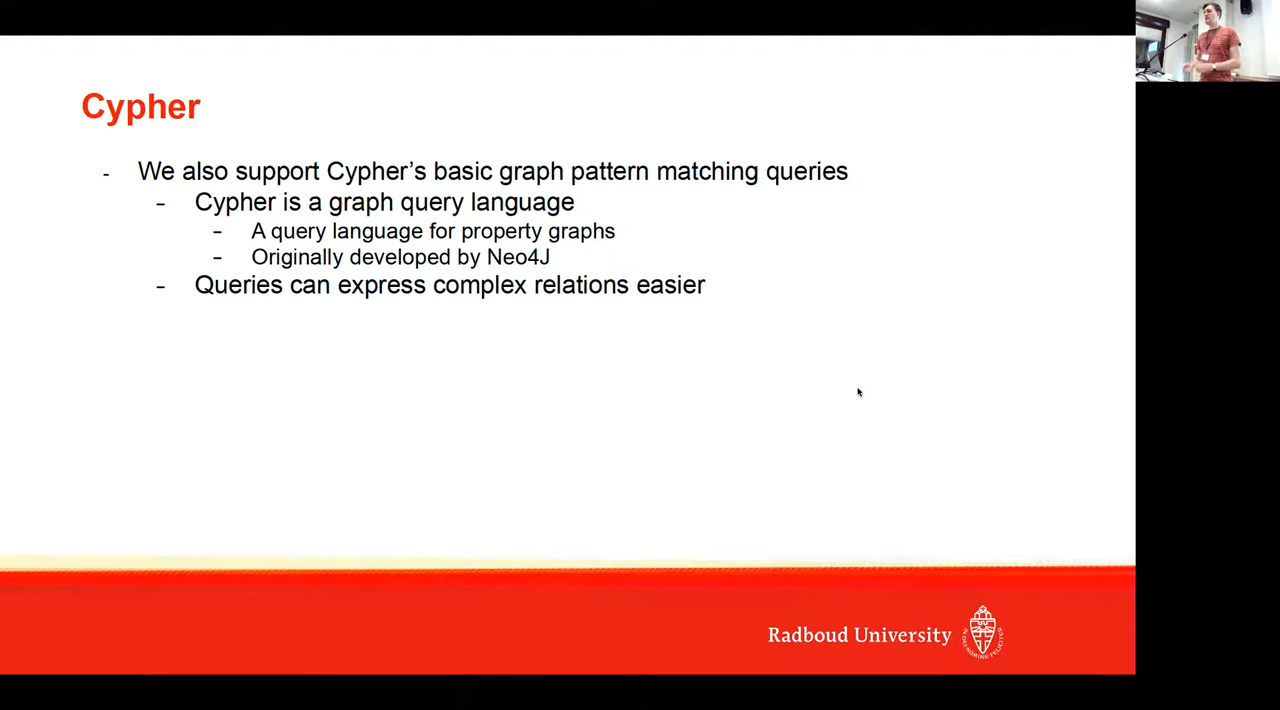 Cypher
- We also support Cypher's basic graph pattern matching queries
- Cypher is a graph query language
- A query language for property graphs
- Originally developed by Neo4J
- Queries can express complex relations easier
Radboud University